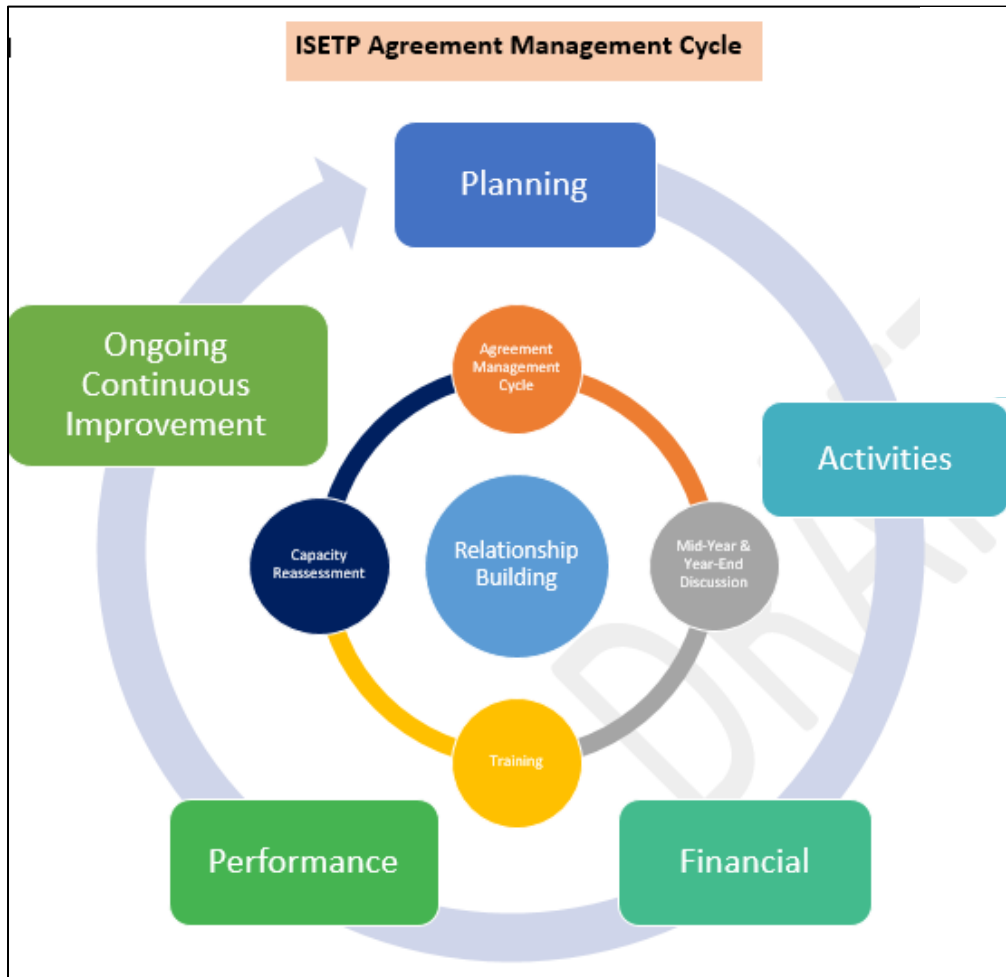 ISETP Agreement Management Cycle
Planning
Ongoing
Continuous
Improvement
Agreement
Management
Cycle
Activities
Capacity
Reassessment
Relationship
Building
Mid-Year &
Year-End
Discussion
Training
Performance
Financial
DRAFT